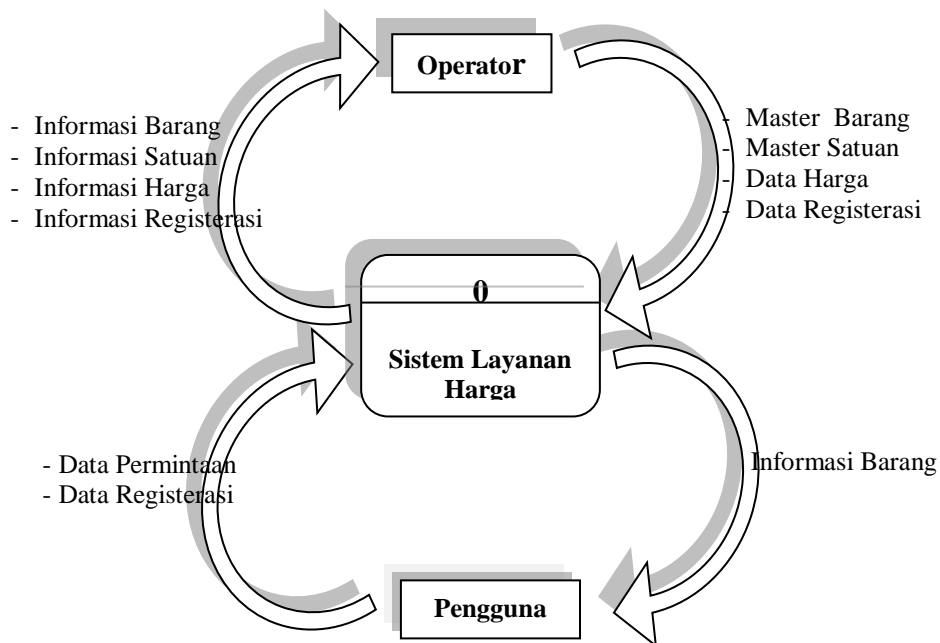 Operator
- Informasi Barang
- Informasi Satuan
- Informasi Harga
- Informasi Registerasi
- Master Barang
- Master Satuan
- Data Harga
- Data Registerasi
0
Sistem Layanan
Harga
- Data Permintaan
- Data Registerasi
Informasi Barang
Pengguna